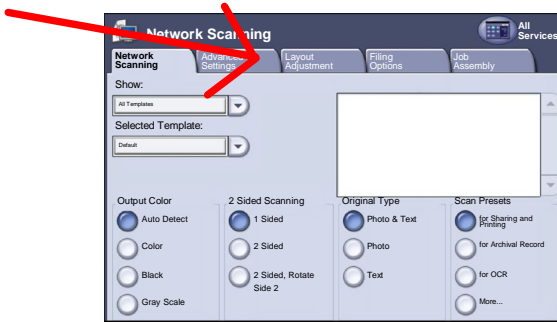 Network Scanning
All
Services
Network
Scanning
Advanced
Settings
Layout
Adjustment
Filing
Options
Job
Assembly
Show:
All Templates
Selected Template:
Default
Output Color
Auto Detect
Color
Black
Gray Scale
2 Sided Scanning
1 Sided
2 Sided
2 Sided, Rotate
Side 2
Original Type
Photo & Text
Photo
Text
Scan Presets
for Sharing and
Printing
for Archival Record
for OCR
More...